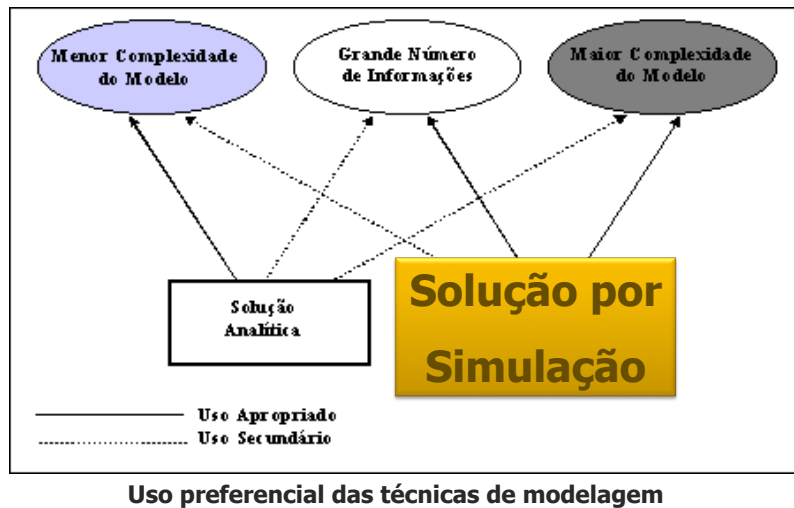 Menor Complexidade
do Modelo
Grande Número
de Informações
Maior Complexidade
do Modelo
Solução
Analítica
Solução por
Simulação
Uso Apropriado
Uso Secundário
Uso preferencial das técnicas de modelagem